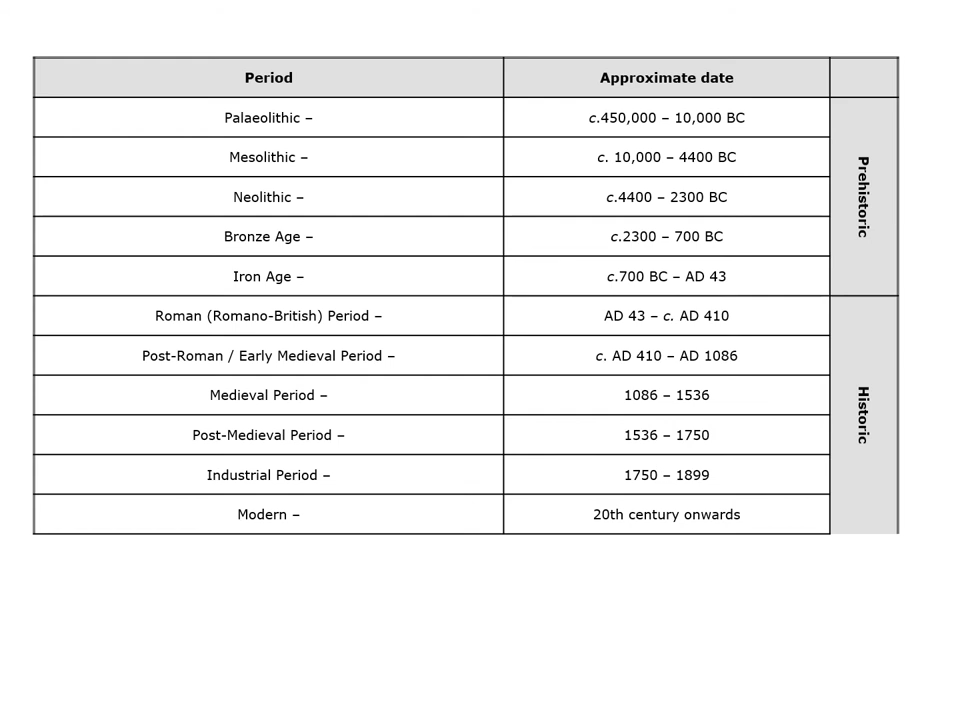 Period Approximate date
Palaeolithic – c.450,000 – 10,000 BC
Mesolithic – c. 10,000 – 4400 BC
Neolithic – c.4400 – 2300 BC
Bronze Age – c.2300 – 700 BC
Iron Age – c.700 BC – AD 43
Prehistoric
Roman (Romano-British) Period – AD 43 – c. AD 410
Post-Roman / Early Medieval Period – c. AD 410 – AD 1086
Medieval Period – 1086 – 1536
Post-Medieval Period – 1536 – 1750
Industrial Period – 1750 – 1899
Modern – 20th century onwards
Historic